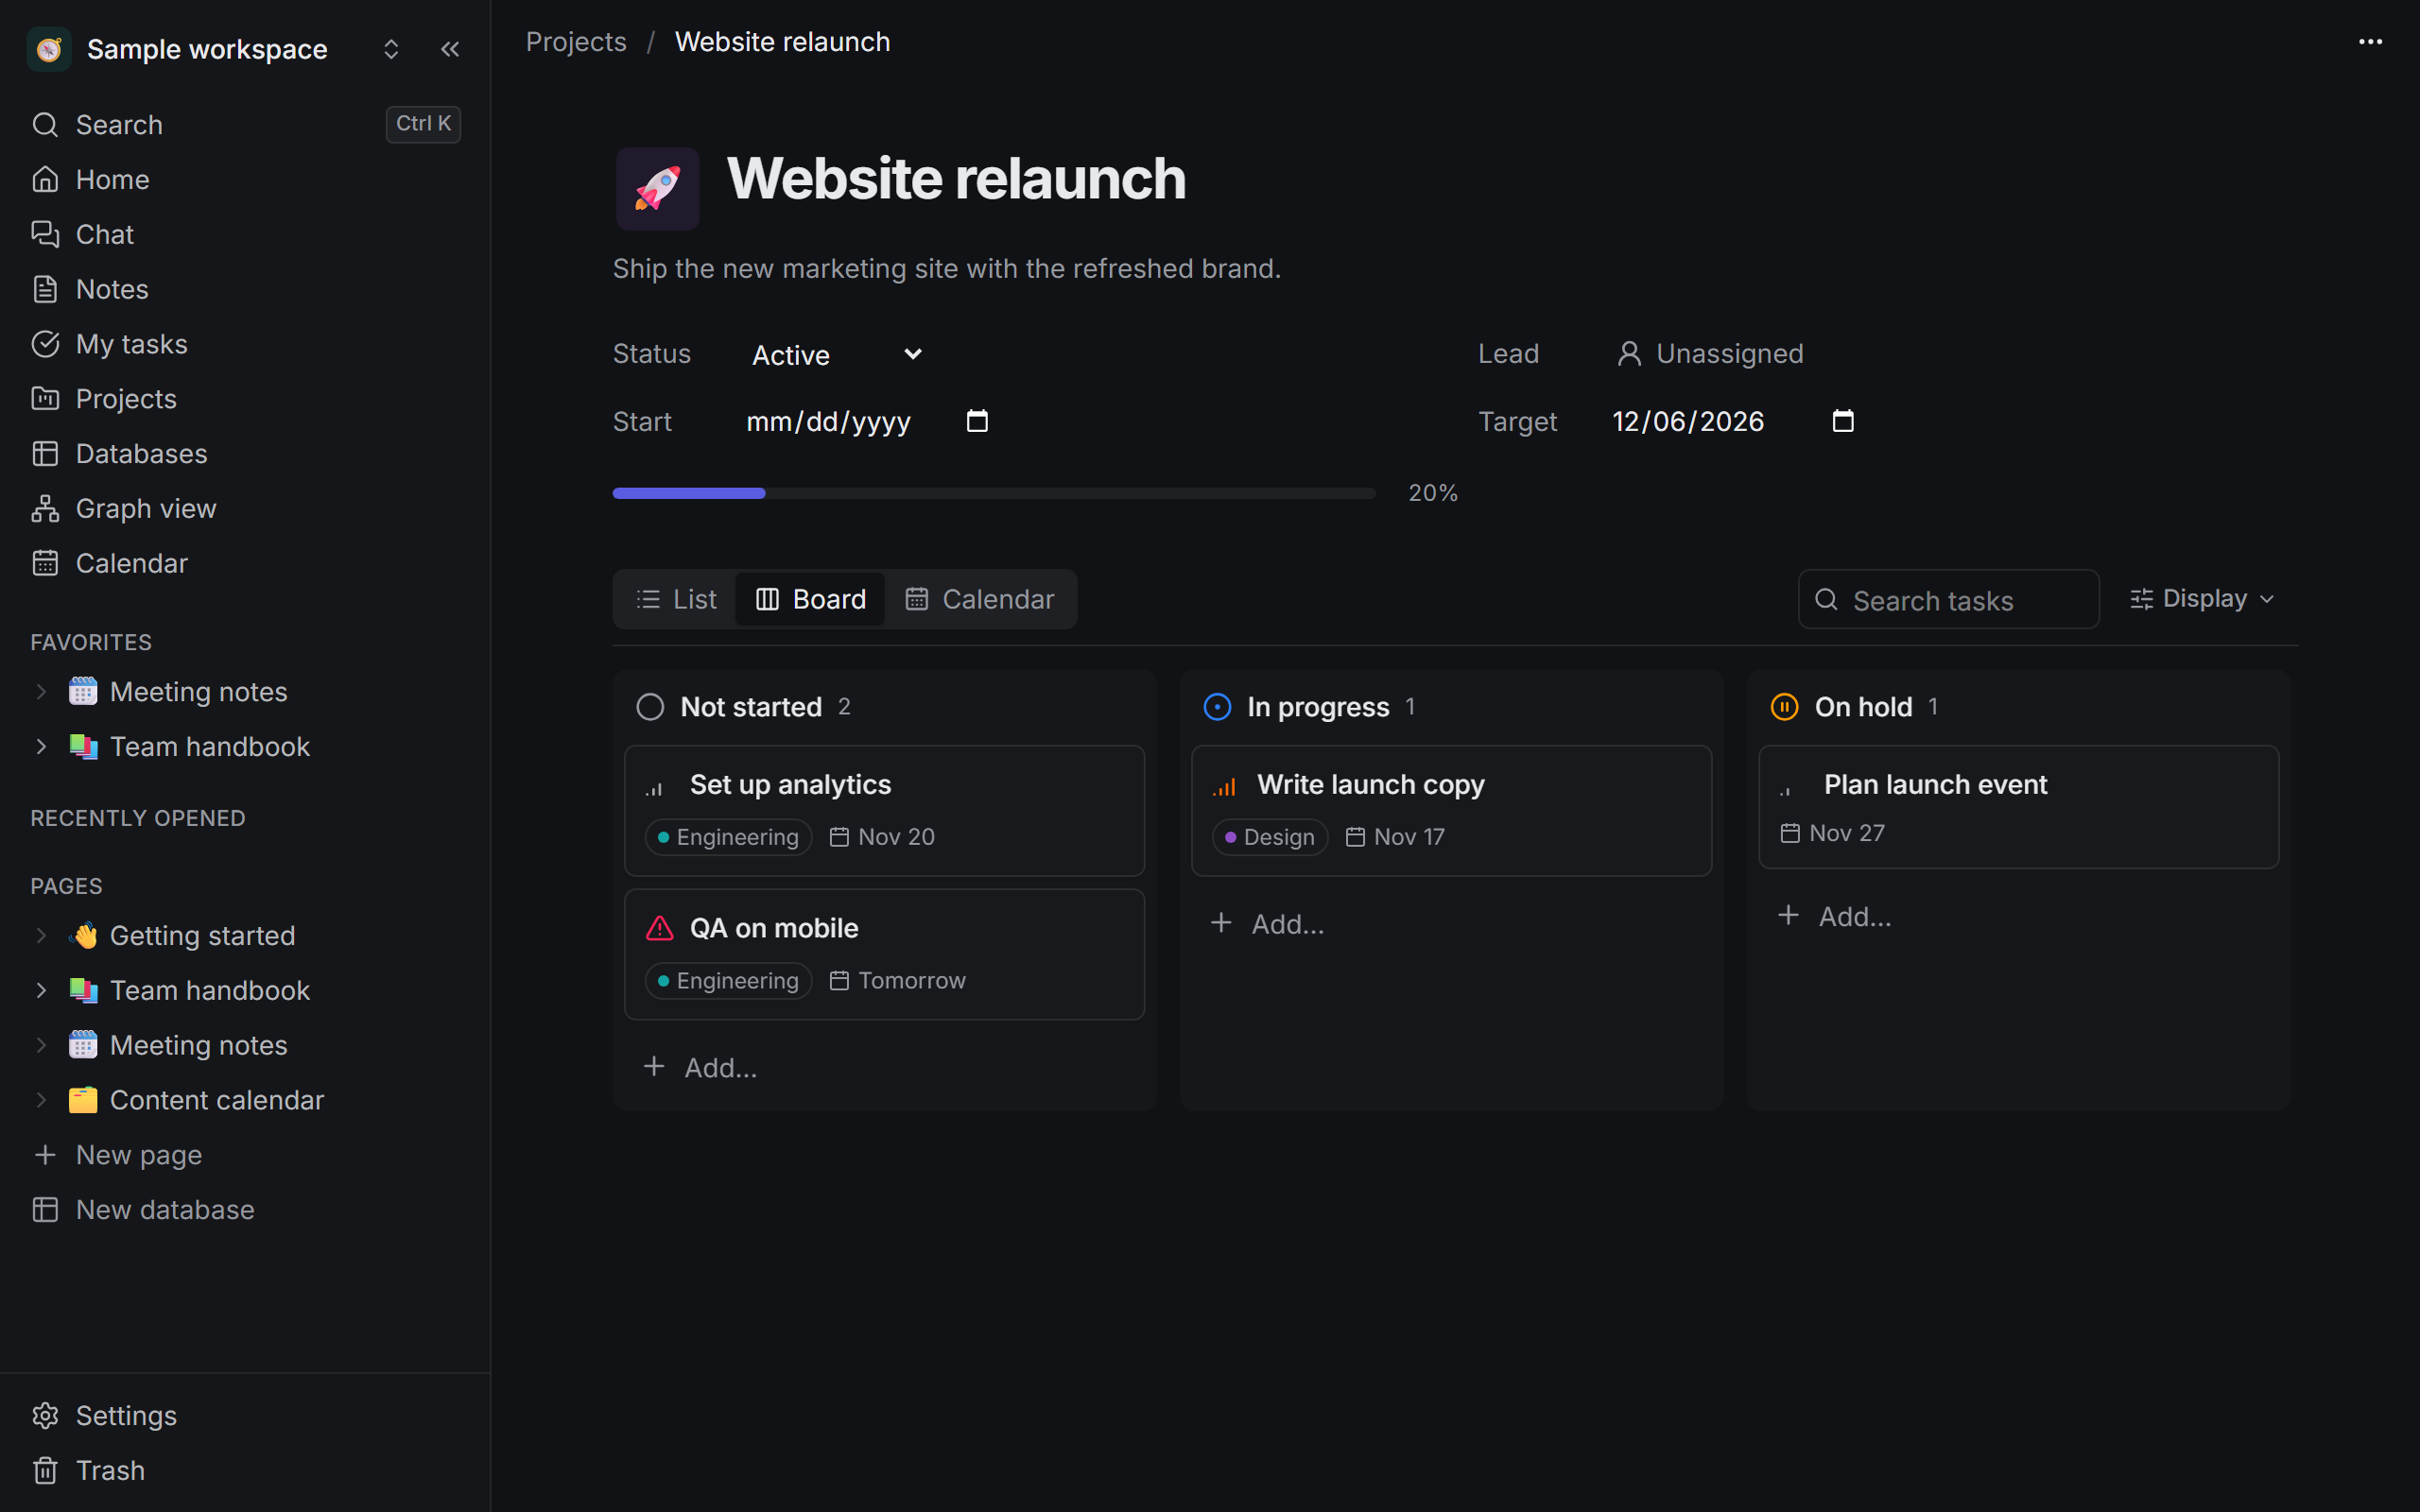 Sample workspace
Search
Ctrl K
Home
Chat
Notes
My tasks
Projects
Databases
Graph view
Calendar
FAVORITES
Meeting notes
Team handbook
RECENTLY OPENED
PAGES
Getting started
Team handbook
Meeting notes
Content calendar
New page
New database
Settings
Trash
Projects / Website relaunch
Website relaunch
Ship the new marketing site with the refreshed brand.
Status Active
Lead Unassigned
Start mm/dd/yyyy
Target 12/06/2026
20%
List Board Calendar
Search tasks
Display
Not started 2
Set up analytics
Engineering Nov 20
QA on mobile
Engineering Tomorrow
Add...
In progress 1
Write launch copy
Design Nov 17
Add...
On hold 1
Plan launch event
Nov 27
Add...